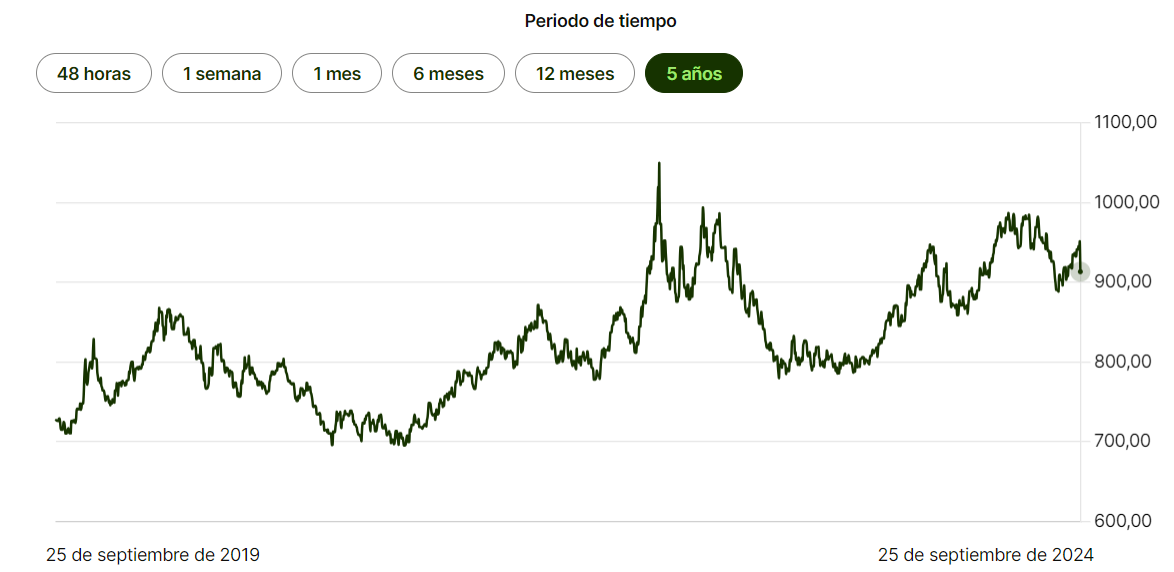 Periodo de tiempo
48 horas 1 semana 1 mes 6 meses 12 meses 5 años
1100,00
1000,00
900,00
800,00
700,00
600,00
25 de septiembre de 2019 25 de septiembre de 2024